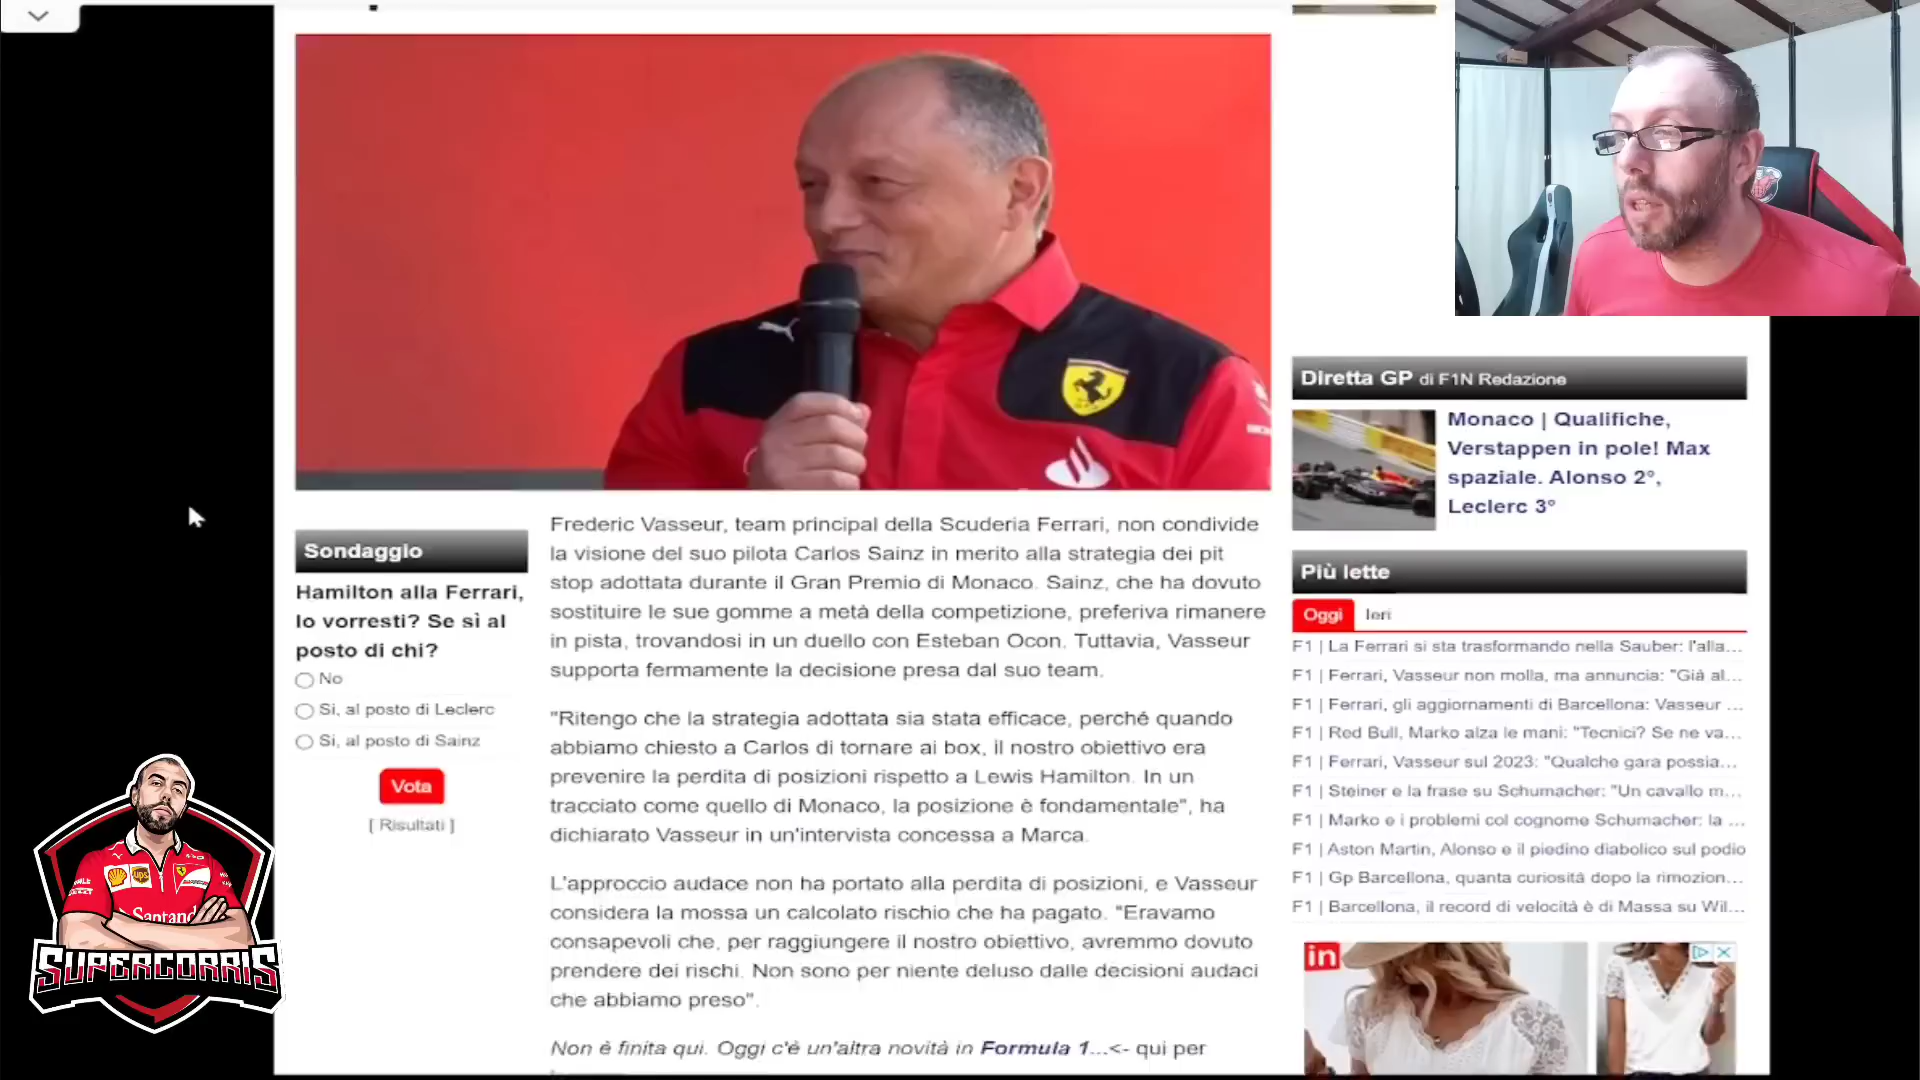 Frederic Vasseur, team principal della Scuderia Ferrari, non condivide
la visione del suo pilota Carlos Sainz in merito alla strategia dei pit
stop adottata durante il Gran Premio di Monaco. Sainz, che ha dovuto
sostituire le sue gomme a metà della competizione, preferiva rimanere
in pista, trovandosi in un duello con Esteban Ocon. Tuttavia, Vasseur
supporta fermamente la decisione presa dal suo team.
"Ritengo che la strategia adottata sia stata efficace, perché quando
abbiamo chiesto a Carlos di tornare ai box, il nostro obiettivo era
prevenire la perdita di posizioni rispetto a Lewis Hamilton. In un
tracciato come quello di Monaco, la posizione è fondamentale", ha
dichiarato Vasseur in un'intervista concessa a Marca.
L'approccio audace non ha portato alla perdita di posizioni, e Vasseur
considera la mossa un calcolato rischio che ha pagato. "Eravamo
consapevoli che, per raggiungere il nostro obiettivo, avremmo dovuto
prendere dei rischi. Non sono per niente deluso dalle decisioni audaci
che abbiamo preso".
Non è finita qui. Oggi c'è un'altra novità in Formula 1...<- qui per
Sondaggio
Hamilton alla Ferrari,
lo vorresti? Se sì al
posto di chi?
No
Si, al posto di Leclerc
Si, al posto di Sainz
Vota
[ Risultati ]
Diretta GP di F1N Redazione
Monaco | Qualifiche,
Verstappen in pole! Max
spaziale. Alonso 2°,
Leclerc 3°
Più lette
Oggi Ieri
F1 | La Ferrari si sta trasformando nella Sauber: l'alla...
F1 | Ferrari, Vasseur non molla, ma annuncia: "Già al...
F1 | Ferrari, gli aggiornamenti di Barcellona: Vasseur ...
F1 | Red Bull, Marko alza le mani: "Tecnici? Se ne va...
F1 | Ferrari, Vasseur sul 2023: "Qualche gara possia...
F1 | Steiner e la frase su Schumacher: "Un cavallo m...
F1 | Marko e i problemi col cognome Schumacher: la ...
F1 | Aston Martin, Alonso e il piedino diabolico sul podio
F1 | Gp Barcellona, quanta curiosità dopo la rimozion...
F1 | Barcellona, il record di velocità è di Massa su Wil...
in
ups
Santand
SUPERCORRIS